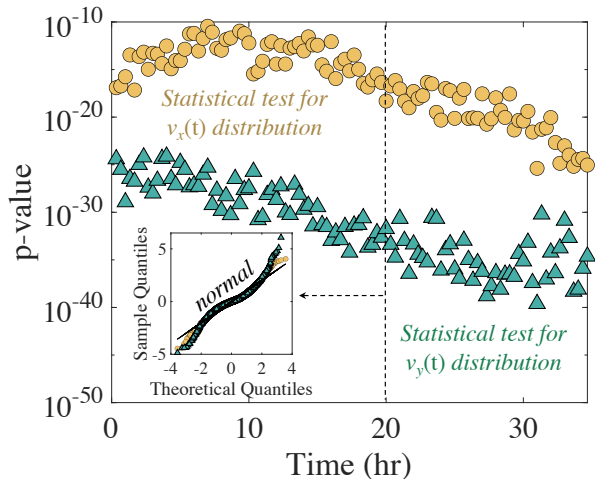 10^-10
10^-20
10^-30
10^-40
10^-50
p-value
0
10
20
30
Time (hr)
Statistical test for
v_x(t) distribution
Statistical test for
v_y(t) distribution
normal
5
0
-5
Sample Quantiles
-4
-2
0
2
4
Theoretical Quantiles